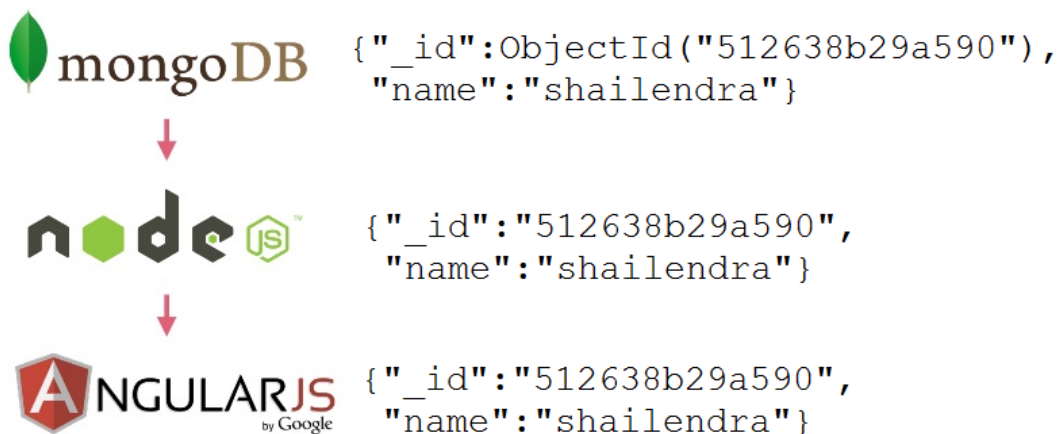 mongoDB
{"_id":ObjectId("512638b29a590"),
"name":"shailendra"}
node JS ™
{"_id":"512638b29a590",
"name":"shailendra"}
ANGULARJS
by Google
{"_id":"512638b29a590",
"name":"shailendra"}